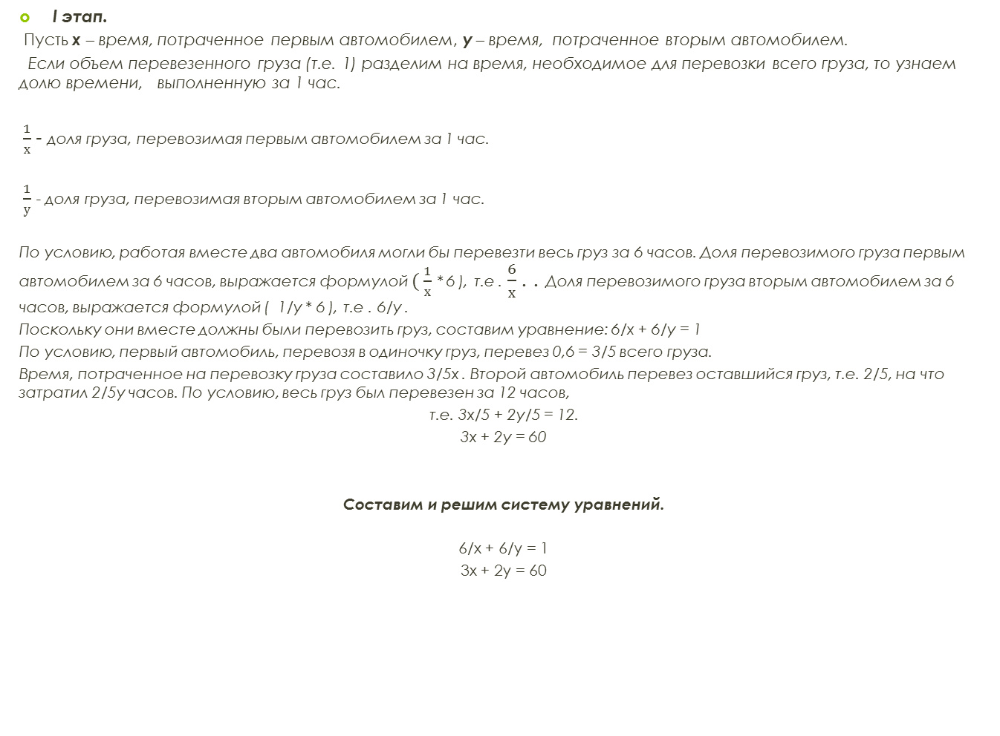 I этап.
Пусть x – время, потраченное первым автомобилем, y – время, потраченное вторым автомобилем.
Если объем перевезенного груза (т.е. 1) разделим на время, необходимое для перевозки всего груза, то узнаем
долю времени, выполненную за 1 час.
1/x - доля груза, перевозимая первым автомобилем за 1 час.
1/y - доля груза, перевозимая вторым автомобилем за 1 час.
По условию, работая вместе два автомобиля могли бы перевезти весь груз за 6 часов. Доля перевозимого груза первым
автомобилем за 6 часов, выражается формулой ( 1/x * 6 ), т.е . 6/x . . Доля перевозимого груза вторым автомобилем за 6
часов, выражается формулой ( 1/y * 6 ), т.е . 6/y .
Поскольку они вместе должны были перевозить груз, составим уравнение: 6/x + 6/y = 1
По условию, первый автомобиль, перевозя в одиночку груз, перевез 0,6 = 3/5 всего груза.
Время, потраченное на перевозку груза составило 3/5x . Второй автомобиль перевез оставшийся груз, т.е. 2/5, на что
затратил 2/5y часов. По условию, весь груз был перевезен за 12 часов,
т.е. 3x/5 + 2y/5 = 12.
3x + 2y = 60
Составим и решим систему уравнений.
6/x + 6/y = 1
3x + 2y = 60